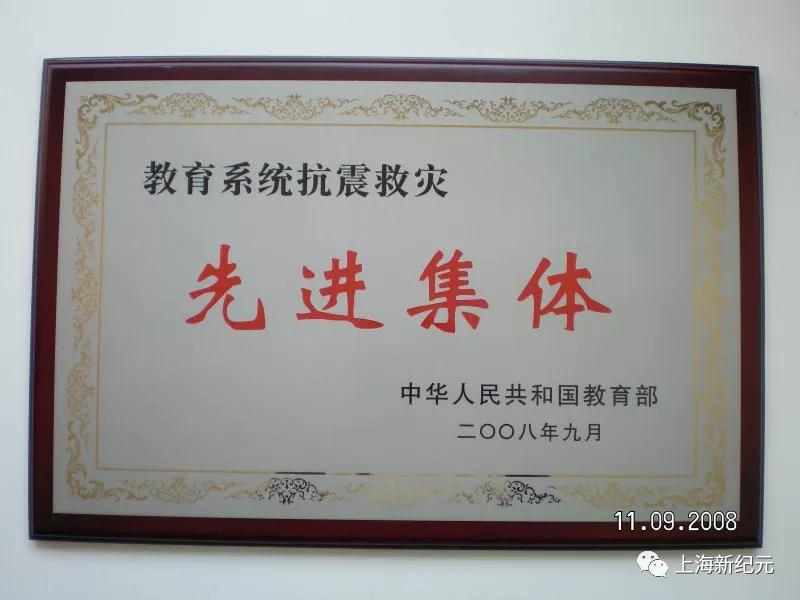 教育系统抗震救灾
先进集体
中华人民共和国教育部
二〇〇八年九月
11.09.2008
上海新纪元